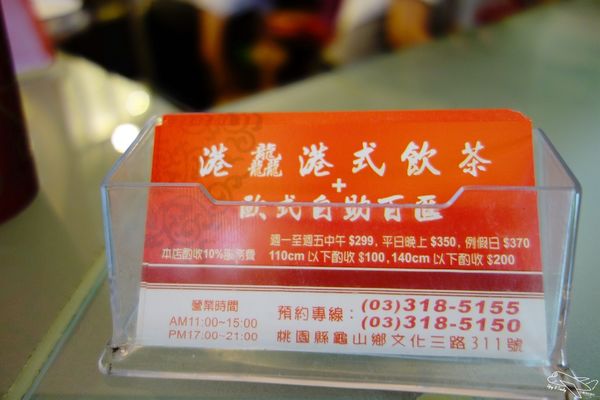 港龘港式飲茶
+
歐式自助百匯
週一至週五中午 $299, 平日晚上 $350, 例假日 $370
本店酌收10%服務費 110cm 以下酌收 $100, 140cm 以下酌收 $200
營業時間
AM11:00~15:00
PM17:00~21:00
預約專線：(03)318-5155
(03)318-5150
桃園縣龜山鄉文化三路311號